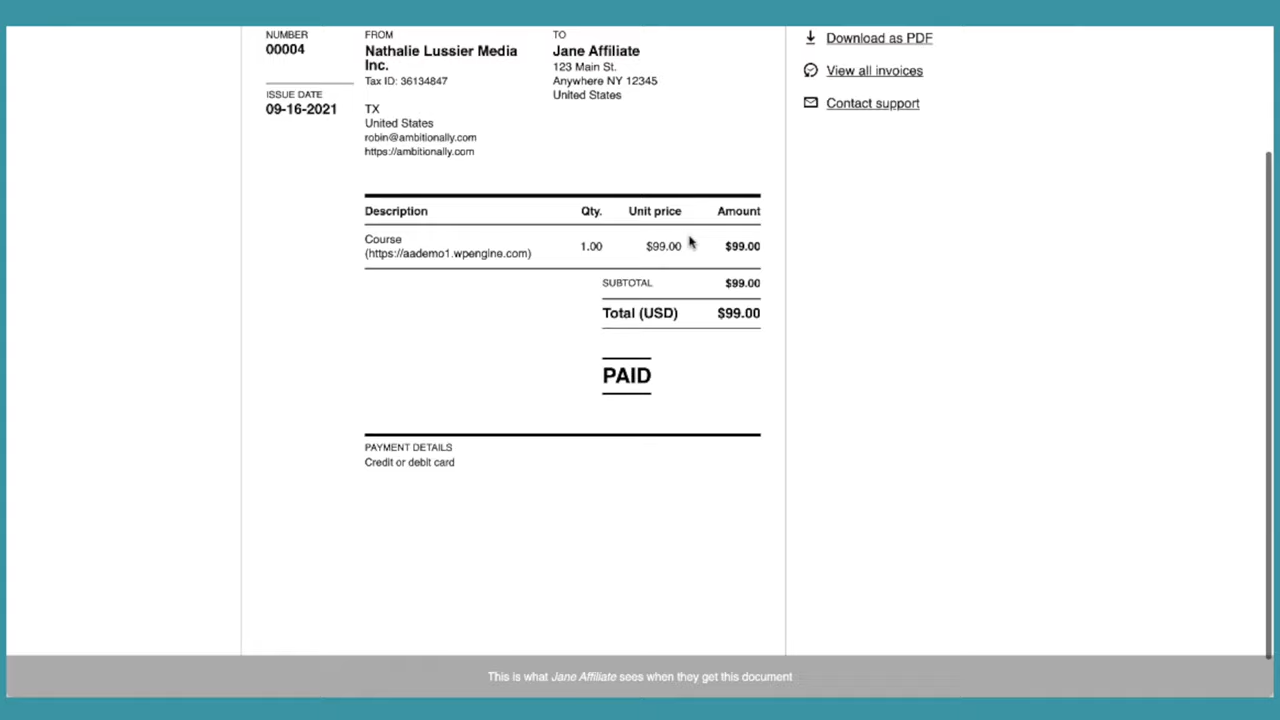 NUMBER
00004
ISSUE DATE
09-16-2021
FROM
Nathalie Lussier Media
Inc.
Tax ID: 36134847
TX
United States
robin@ambitionally.com
https://ambitionally.com
TO
Jane Affiliate
123 Main St.
Anywhere NY 12345
United States
Download as PDF
View all invoices
Contact support
Description Qty. Unit price Amount
Course
(https://aademo1.wpengine.com) 1.00 $99.00 $99.00
SUBTOTAL $99.00
Total (USD) $99.00
PAID
PAYMENT DETAILS
Credit or debit card
This is what Jane Affiliate sees when they get this document